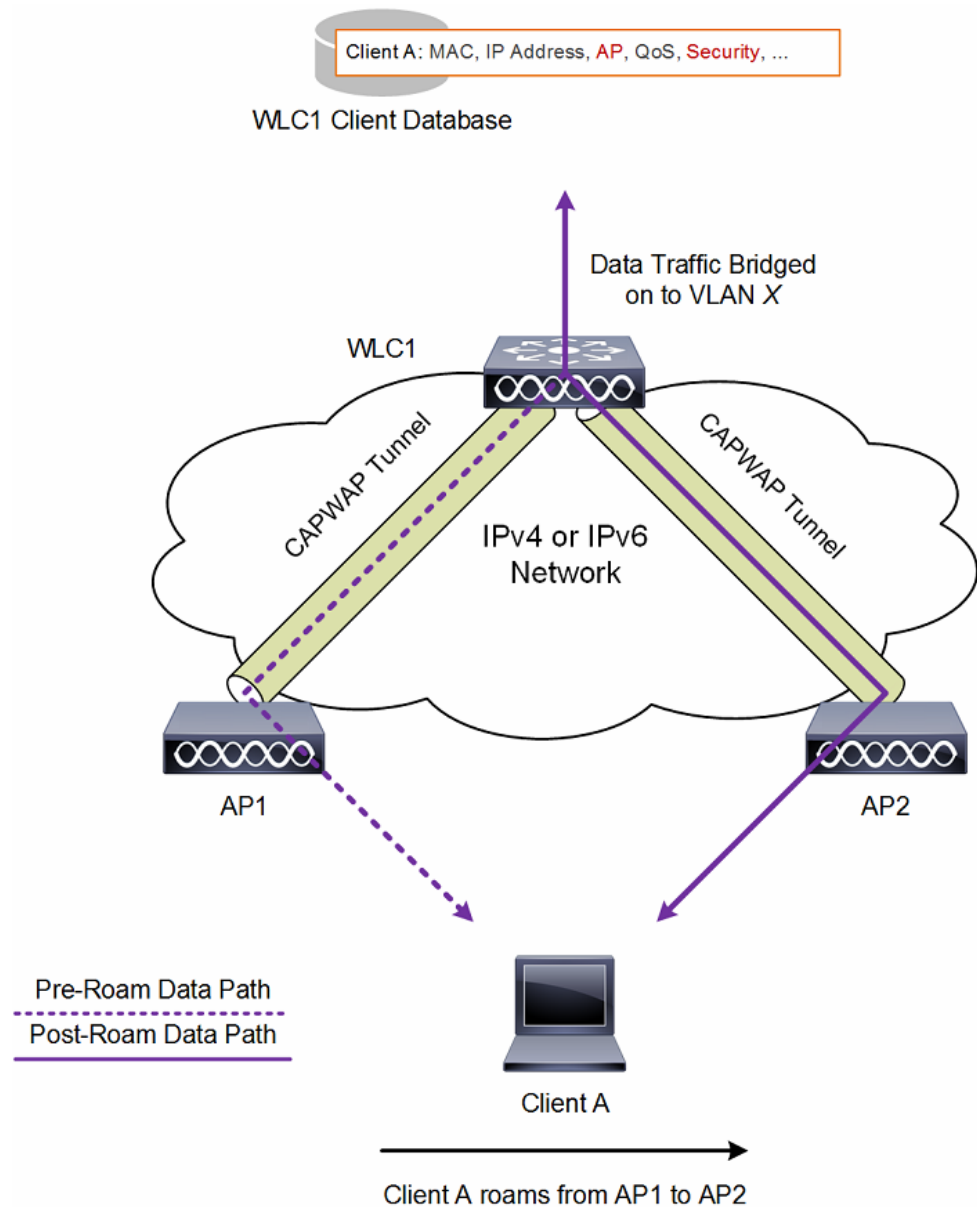 Client A: MAC, IP Address, AP, QoS, Security, ...
WLC1 Client Database
Data Traffic Bridged
on to VLAN X
WLC1
CAPWAP Tunnel
CAPWAP Tunnel
IPv4 or IPv6
Network
AP1
AP2
Pre-Roam Data Path
Post-Roam Data Path
Client A
Client A roams from AP1 to AP2